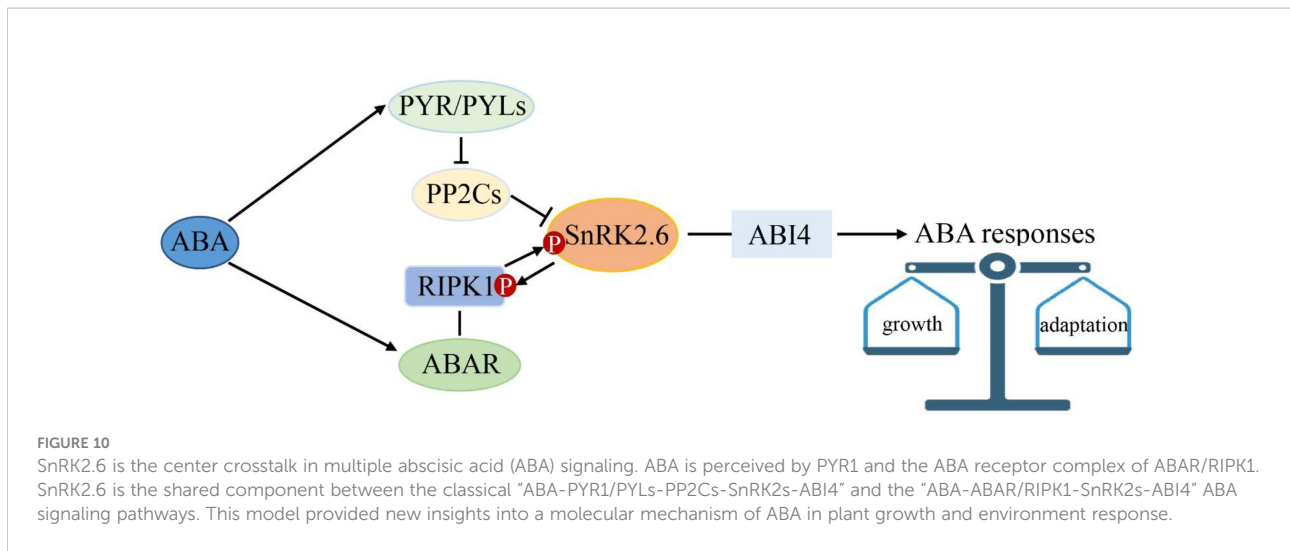 PYR/PYLs
PP2Cs
ABA
P
SnRK2.6
ABI4
ABA responses
RIPK1
P
ABAR
growth
adaptation
FIGURE 10
SnRK2.6 is the center crosstalk in multiple abscisic acid (ABA) signaling. ABA is perceived by PYR1 and the ABA receptor complex of ABAR/RIPK1.
SnRK2.6 is the shared component between the classical “ABA-PYR1/PYLs-PP2Cs-SnRK2s-ABI4” and the “ABA-ABAR/RIPK1-SnRK2s-ABI4” ABA
signaling pathways. This model provided new insights into a molecular mechanism of ABA in plant growth and environment response.